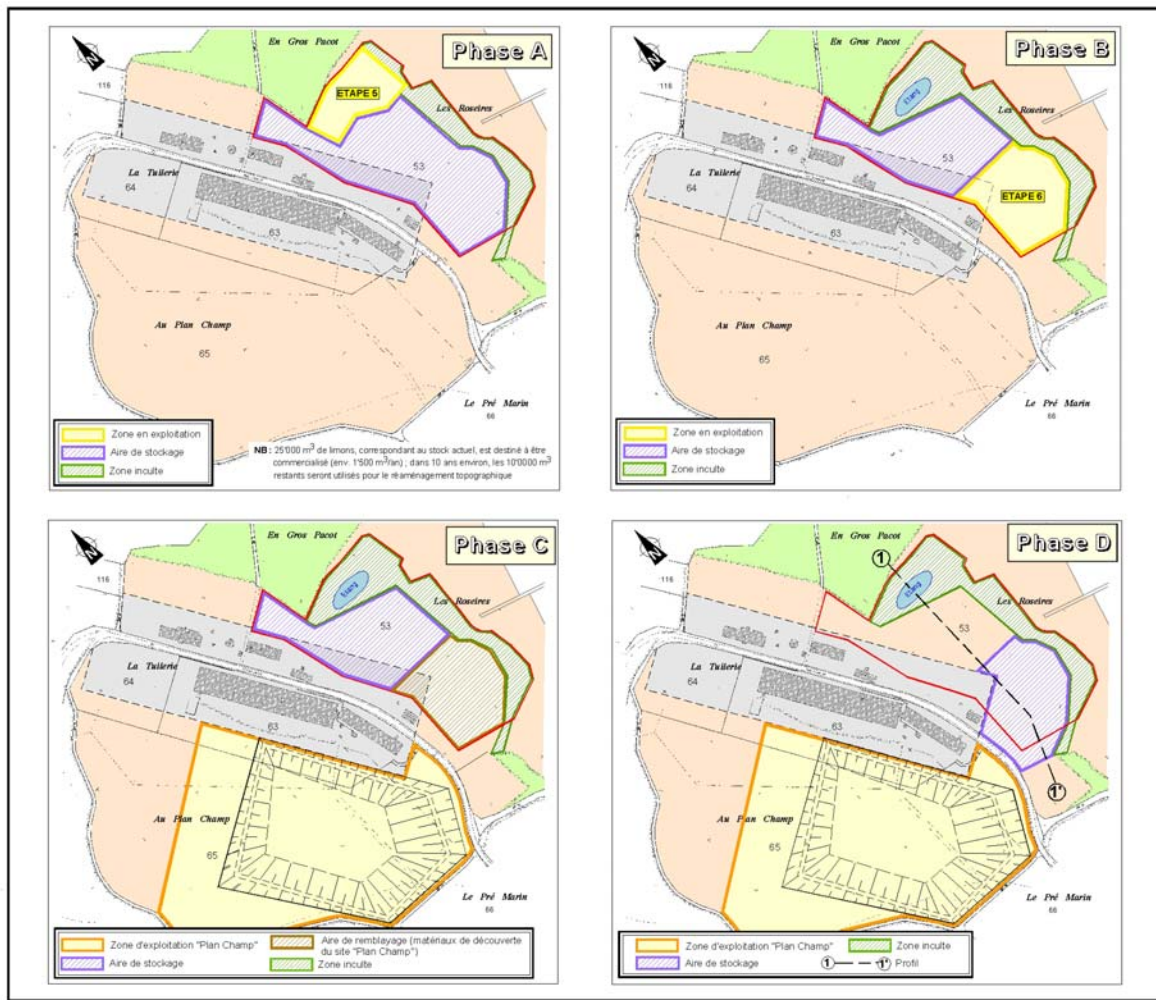 En Gros Pacot
Phase A
N
116
ETAPE 5
Les Roseires
53
La Tuilerie
64
63
Au Plan Champ
65
Le Pré Marin
66
Zone en exploitation
Aire de stockage
Zone inculte
NB : 25'000 m³ de limons, correspondant au stock actuel, est destiné à être
commercialisé (env. 1'500 m³/an) ; dans 10 ans environ, les 10'0000 m³
restants seront utilisés pour le réaménagement topographique
En Gros Pacot
Phase B
N
116
Etang
Les Roseires
53
La Tuilerie
64
ETAPE 6
63
Au Plan Champ
65
Le Pré Marin
66
Zone en exploitation
Aire de stockage
Zone inculte
En Gros Pacot
Phase C
N
116
Etang
Les Roseires
53
La Tuilerie
64
63
Au Plan Champ
65
Le Pré Marin
66
Zone d'exploitation "Plan Champ"
Aire de stockage
Aire de remblayage (matériaux de découverte
du site "Plan Champ")
Zone inculte
En Gros Pacot
Phase D
N
1
116
Etang
Les Roseires
53
La Tuilerie
64
63
1'
Au Plan Champ
65
Le Pré Marin
66
Zone d'exploitation "Plan Champ"
Zone inculte
Aire de stockage
1 1' Profil